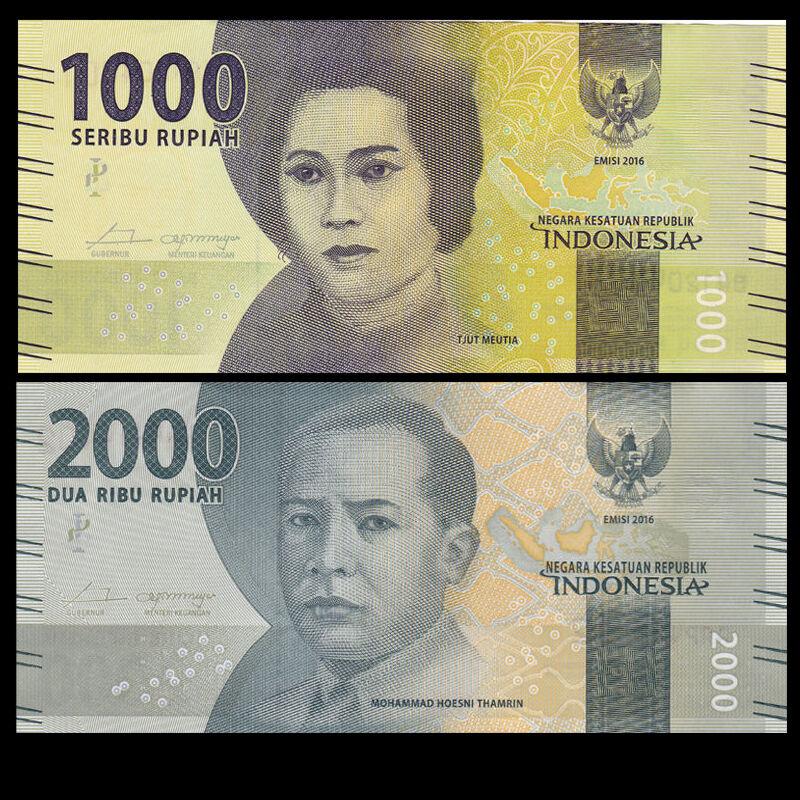 1000
SERIBU RUPIAH
EMISI 2016
NEGARA KESATUAN REPUBLIK
INDONESIA
GUBERNUR
MENTERI KEUANGAN
TJUT MEUTIA
1000
2000
DUA RIBU RUPIAH
EMISI 2016
NEGARA KESATUAN REPUBLIK
INDONESIA
GUBERNUR
MENTERI KEUANGAN
MOHAMMAD HOESNI THAMRIN
2000